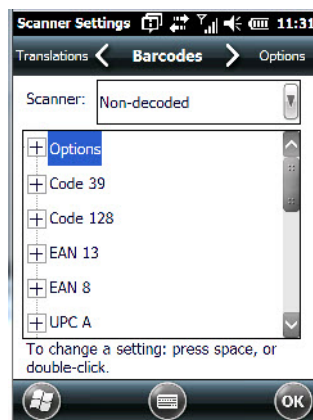 Scanner Settings 11:31
Translations Barcodes Options
Scanner: Non-decoded
Options
Code 39
Code 128
EAN 13
EAN 8
UPC A
To change a setting: press space, or
double-click.
OK